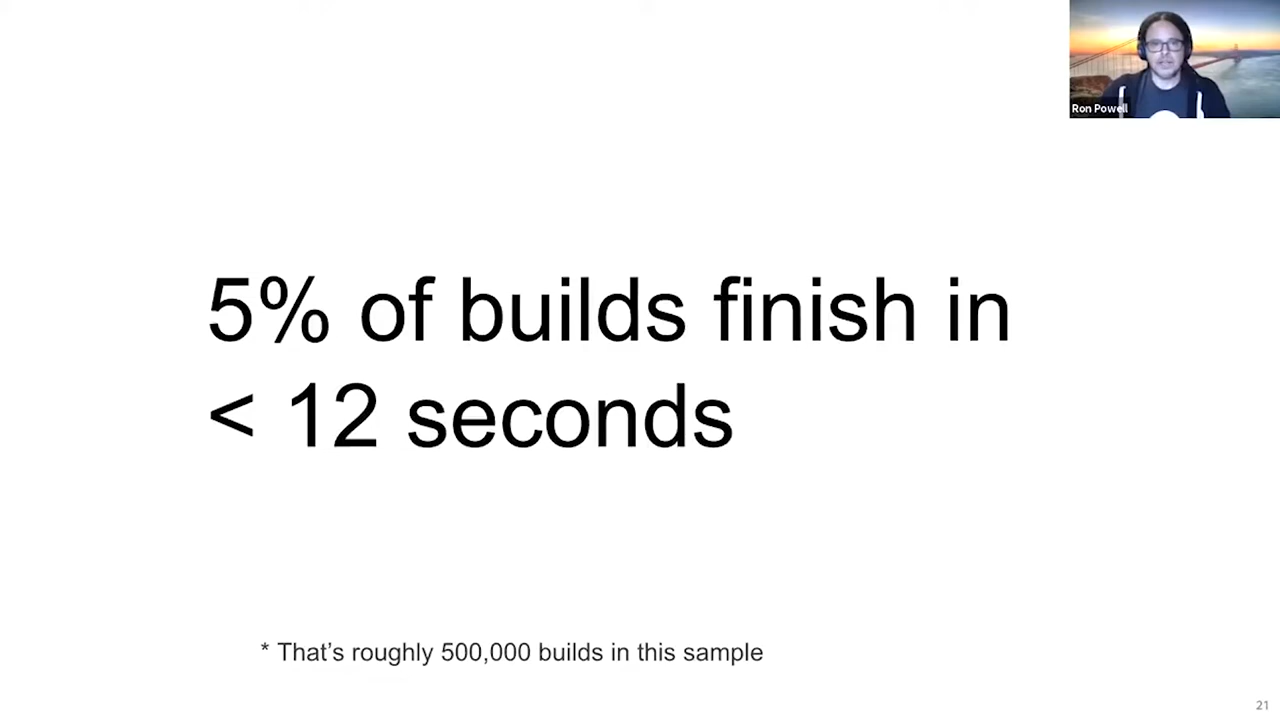 Ron Powell
5% of builds finish in
< 12 seconds
* That's roughly 500,000 builds in this sample
21